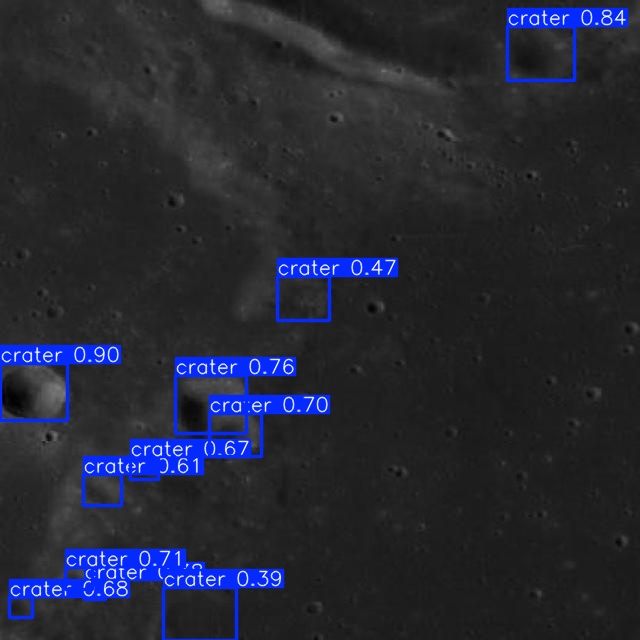 crater 0.84
crater 0.47
crater 0.90
crater 0.76
crater 0.70
crater 0.67
crater 0.61
crater 0.71
crater
crater 0.39
0.68